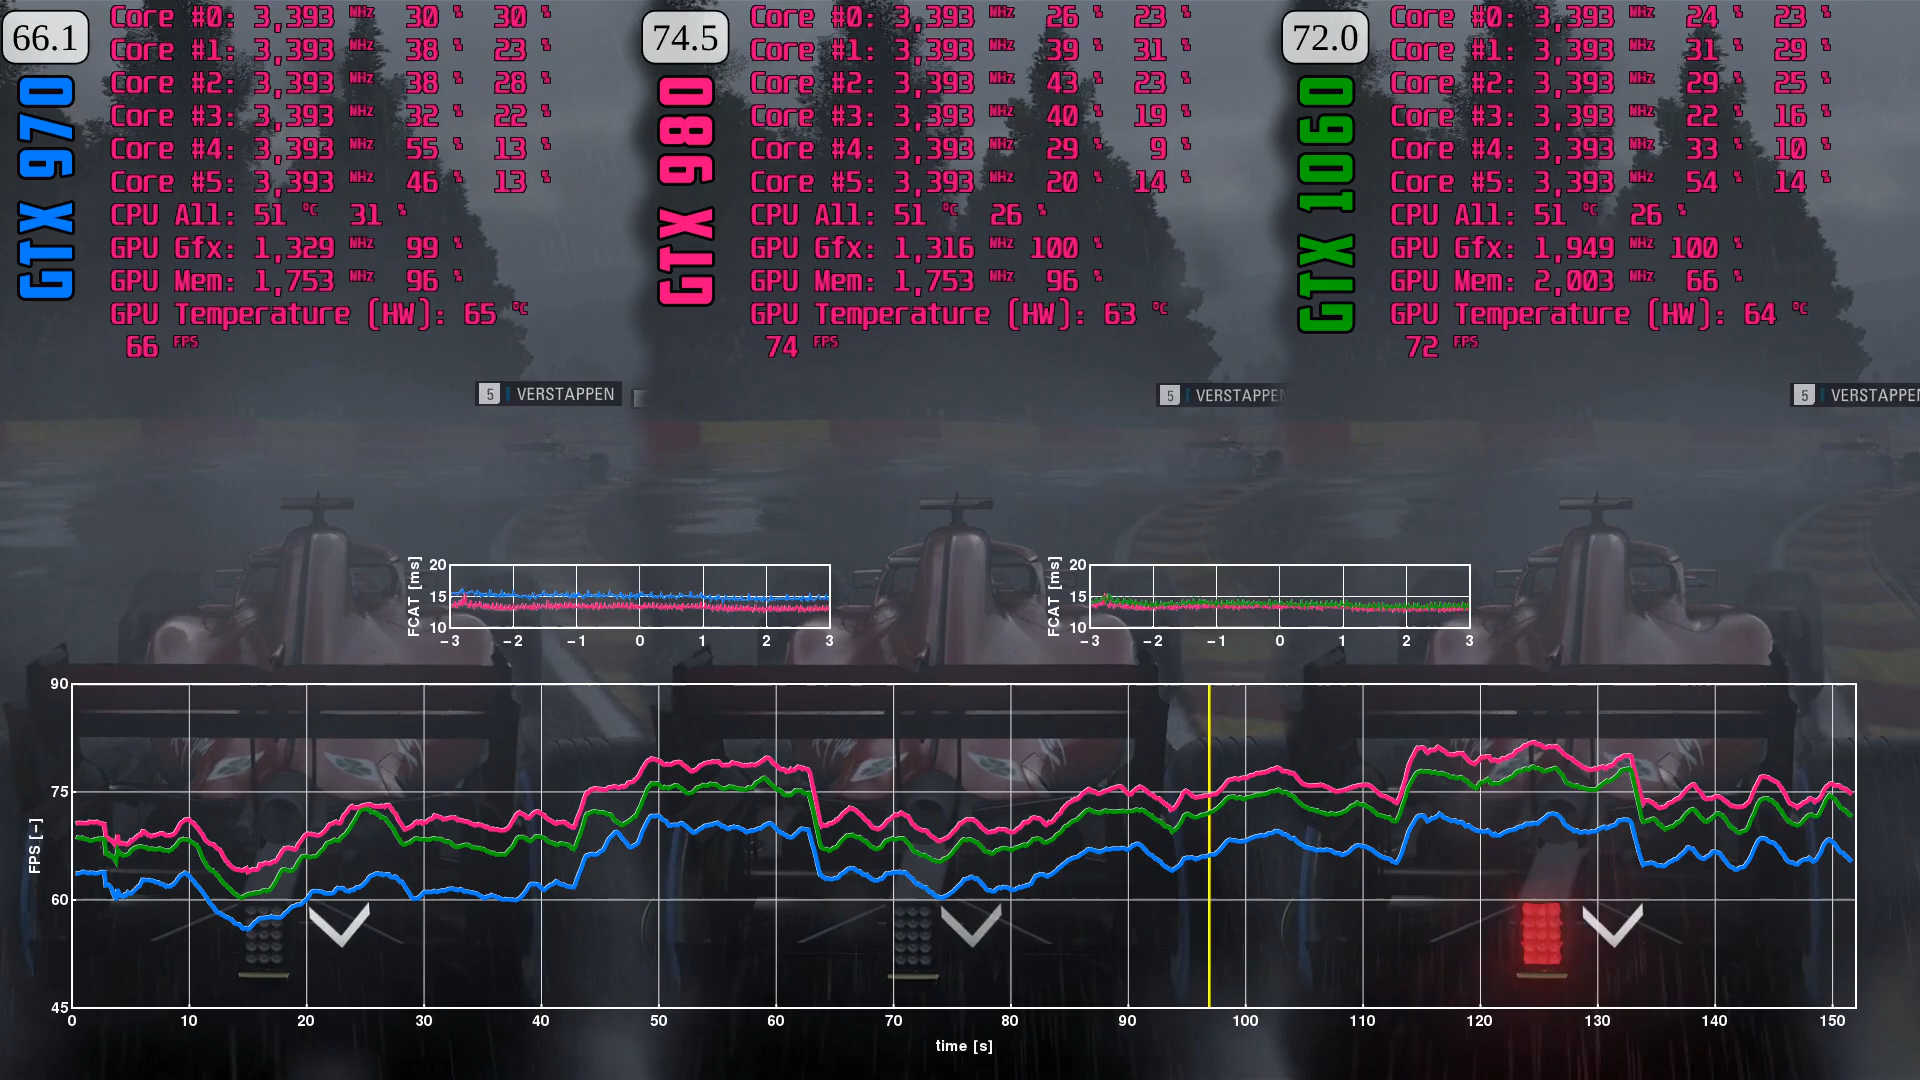 66.1
GTX 970
Core #0: 3,393 MHz 30 % 30 %
Core #1: 3,393 MHz 38 % 23 %
Core #2: 3,393 MHz 38 % 28 %
Core #3: 3,393 MHz 32 % 22 %
Core #4: 3,393 MHz 55 % 13 %
Core #5: 3,393 MHz 46 % 13 %
CPU All: 51 °C 31 %
GPU Gfx: 1,329 MHz 99 %
GPU Mem: 1,753 MHz 96 %
GPU Temperature (HW): 65 °C
66 FPS
5 VERSTAPPEN
74.5
GTX 980
Core #0: 3,393 MHz 26 % 23 %
Core #1: 3,393 MHz 39 % 31 %
Core #2: 3,393 MHz 43 % 23 %
Core #3: 3,393 MHz 40 % 19 %
Core #4: 3,393 MHz 29 % 9 %
Core #5: 3,393 MHz 20 % 14 %
CPU All: 51 °C 26 %
GPU Gfx: 1,316 MHz 100 %
GPU Mem: 1,753 MHz 96 %
GPU Temperature (HW): 63 °C
74 FPS
5 VERSTAPPEN
72.0
GTX 1060
Core #0: 3,393 MHz 24 % 23 %
Core #1: 3,393 MHz 31 % 29 %
Core #2: 3,393 MHz 29 % 25 %
Core #3: 3,393 MHz 22 % 16 %
Core #4: 3,393 MHz 33 % 10 %
Core #5: 3,393 MHz 54 % 14 %
CPU All: 51 °C 26 %
GPU Gfx: 1,949 MHz 100 %
GPU Mem: 2,003 MHz 66 %
GPU Temperature (HW): 64 °C
72 FPS
5 VERSTAPPEN
FCAT [ms]
20
15
10
−3 −2 −1 0 1 2 3
FCAT [ms]
20
15
10
−3 −2 −1 0 1 2 3
FPS [−]
90
75
60
45
0 10 20 30 40 50 60 70 80 90 100 110 120 130 140 150
time [s]